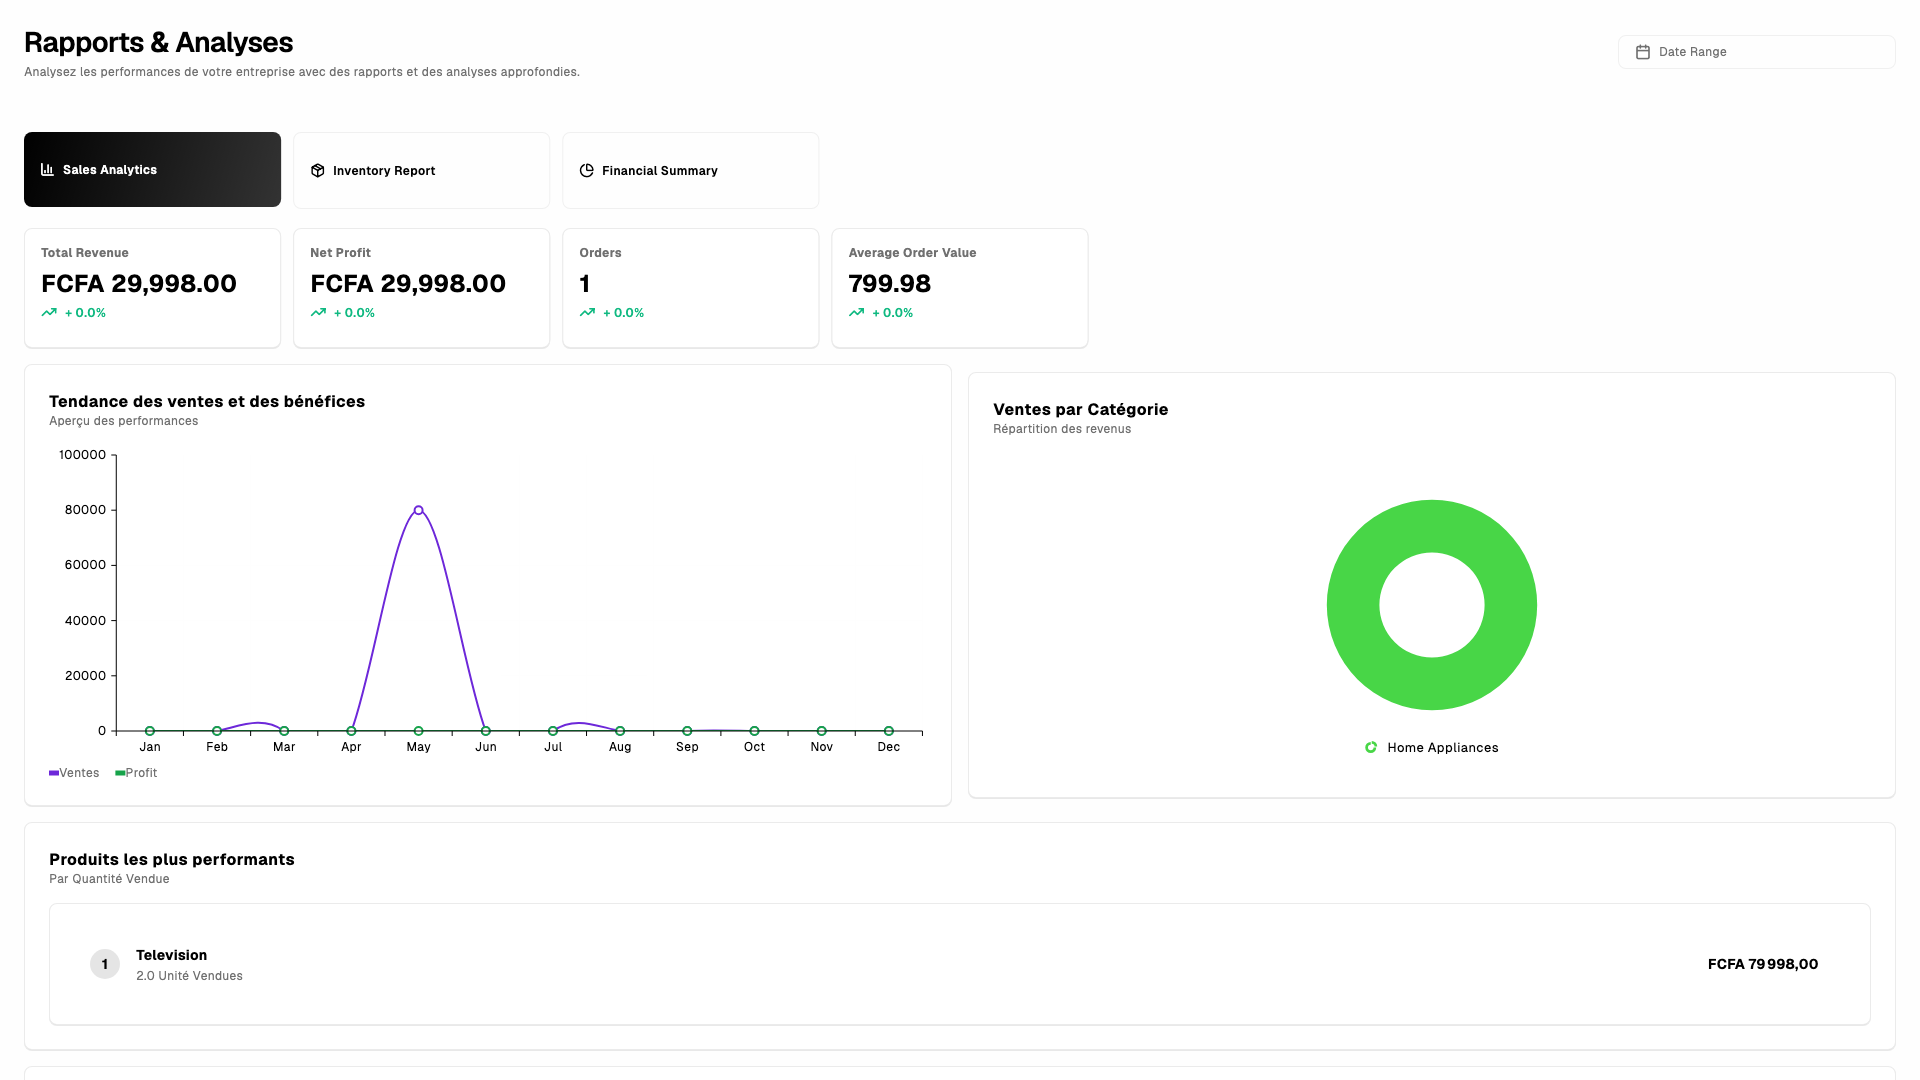 Rapports & Analyses
Analysez les performances de votre entreprise avec des rapports et des analyses approfondies.
Date Range
Sales Analytics
Inventory Report
Financial Summary
Total Revenue
FCFA 29,998.00
+ 0.0%
Net Profit
FCFA 29,998.00
+ 0.0%
Orders
1
+ 0.0%
Average Order Value
799.98
+ 0.0%
Tendance des ventes et des bénéfices
Aperçu des performances
100000
80000
60000
40000
20000
0
Jan Feb Mar Apr May Jun Jul Aug Sep Oct Nov Dec
Ventes Profit
Ventes par Catégorie
Répartition des revenus
Home Appliances
Produits les plus performants
Par Quantité Vendue
1
Television
2.0 Unité Vendues
FCFA 79 998,00